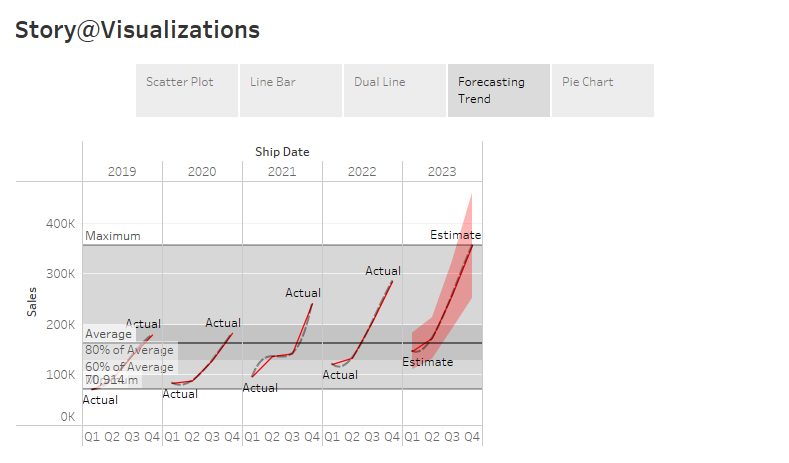 Story@Visualizations
Scatter Plot
Line Bar
Dual Line
Forecasting
Trend
Pie Chart
Ship Date
2019 2020 2021 2022 2023
Sales
400K
300K
200K
100K
0K
Maximum
Average
80% of Average
60% of Average
70,914
Actual
Actual
Actual
Actual
Actual
Actual
Actual
Actual
Estimate
Estimate
Q1 Q2 Q3 Q4 Q1 Q2 Q3 Q4 Q1 Q2 Q3 Q4 Q1 Q2 Q3 Q4 Q1 Q2 Q3 Q4